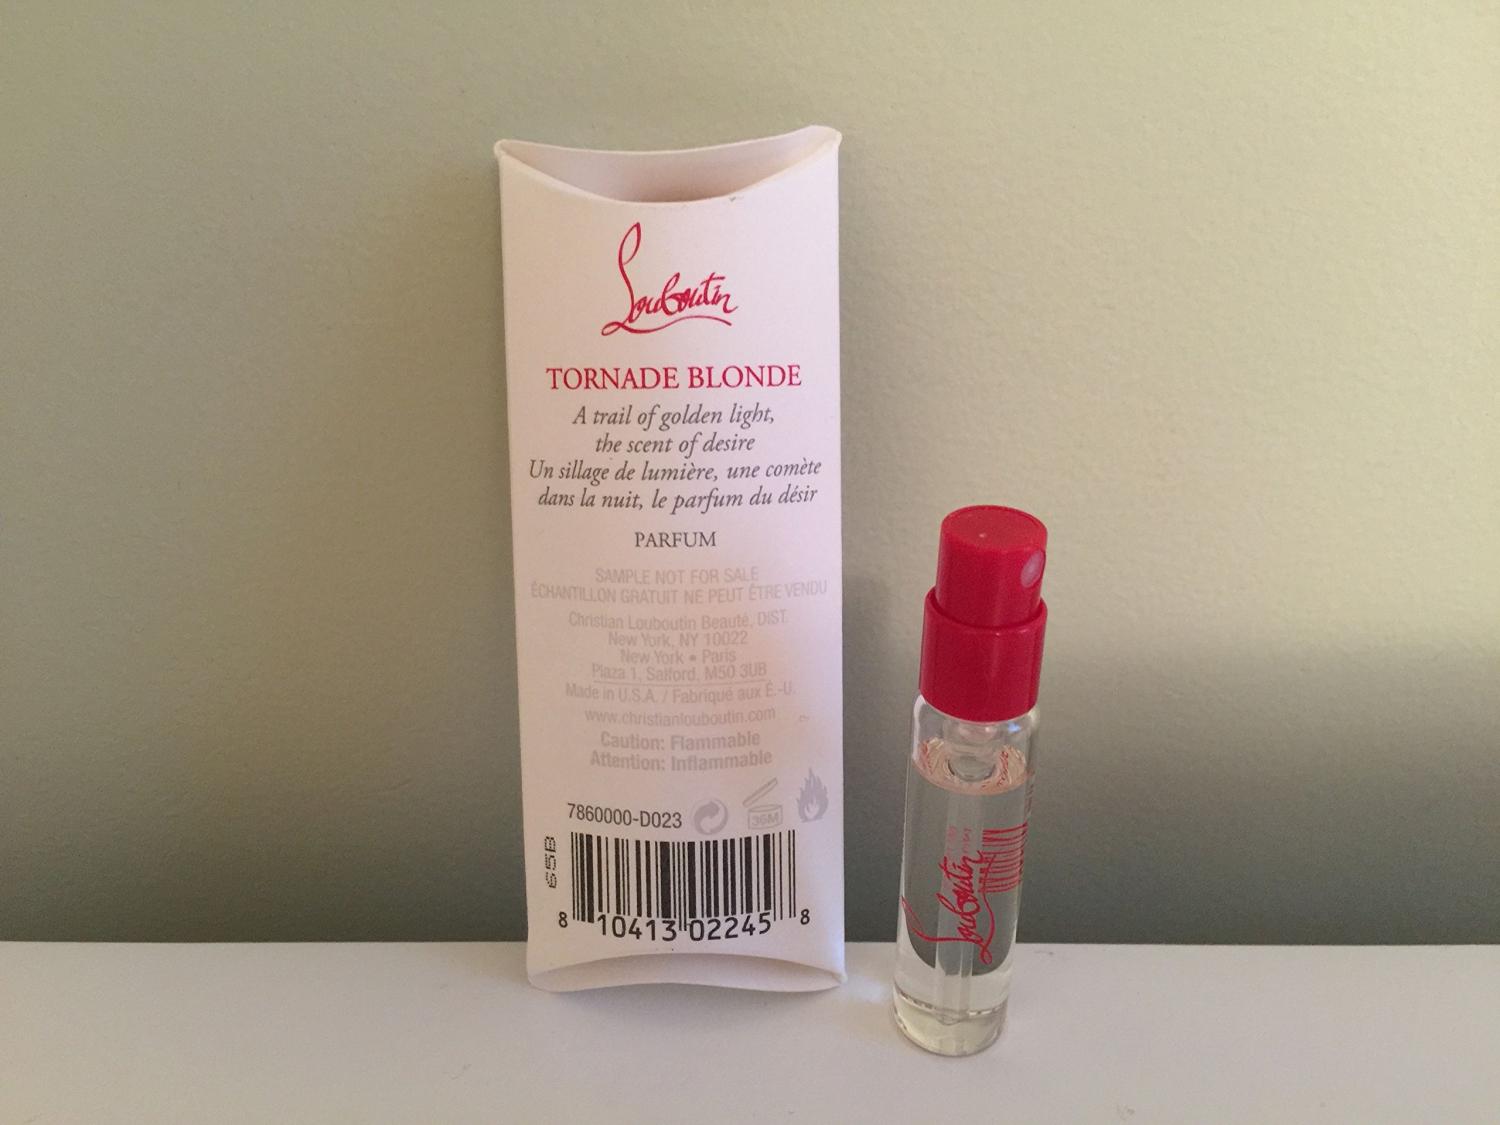 Louboutin
TORNADE BLONDE
A trail of golden light,
the scent of desire
Un sillage de lumière, une comète
dans la nuit, le parfum du désir
PARFUM
SAMPLE NOT FOR SALE
ÉCHANTILLON GRATUIT NE PEUT ÊTRE VENDU
Christian Louboutin Beauté, DIST.
New York, NY 10022
New York • Paris
Plaza 1, Salford, M50 3UB
Made in U.S.A. / Fabriqué aux É.-U.
www.christianlouboutin.com
Caution: Flammable
Attention: Inflammable
7860000-D023
36M
65B
8 10413 02245 8
Louboutin